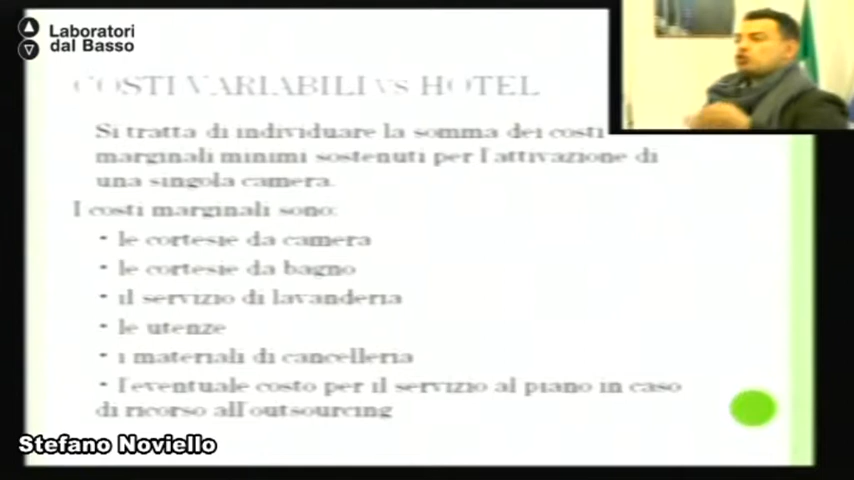 Laboratori
dal Basso
COSTI VARIABILI vs HOTEL
Si tratta di individuare la somma dei costi
marginali minimi sostenuti per l'attivazione di
una singola camera.
I costi marginali sono:
• le cortesie da camera
• le cortesie da bagno
• il servizio di lavanderia
• le utenze
• i materiali di cancelleria
• l'eventuale costo per il servizio al piano in caso
di ricorso all'outsourcing
Stefano Noviello